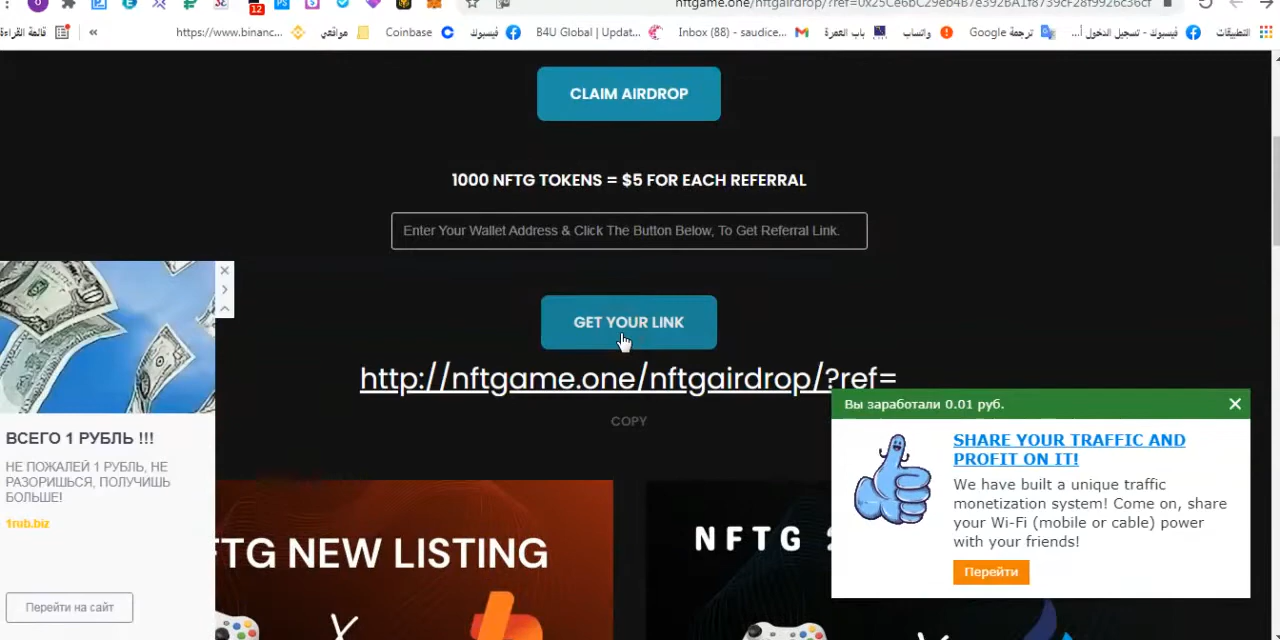 nftgame.one/nftgairdrop/?ref=0x25Ce6bC29eb4B7e392BA1f8739cF28f9926c36cf
12
قائمة القراءة
«
https://www.binanc...
مواقعي
Coinbase
فيسبوك
B4U Global | Updat...
Inbox (88) - saudice...
باب العمرة
واتساب
ترجمة Google
فيسبوك - تسجيل الدخول أ...
التطبيقات
CLAIM AIRDROP
1000 NFTG TOKENS = $5 FOR EACH REFERRAL
Enter Your Wallet Address & Click The Button Below, To Get Referral Link.
GET YOUR LINK
http://nftgame.one/nftgairdrop/?ref=
COPY
ВСЕГО 1 РУБЛЬ !!!
НЕ ПОЖАЛЕЙ 1 РУБЛЬ, НЕ
РАЗОРИШЬСЯ, ПОЛУЧИШЬ
БОЛЬШЕ!
1rub.biz
Перейти на сайт
Вы заработали 0.01 руб.
SHARE YOUR TRAFFIC AND
PROFIT ON IT!
We have built a unique traffic
monetization system! Come on, share
your Wi-Fi (mobile or cable) power
with your friends!
Перейти
FTG NEW LISTING
NFTG